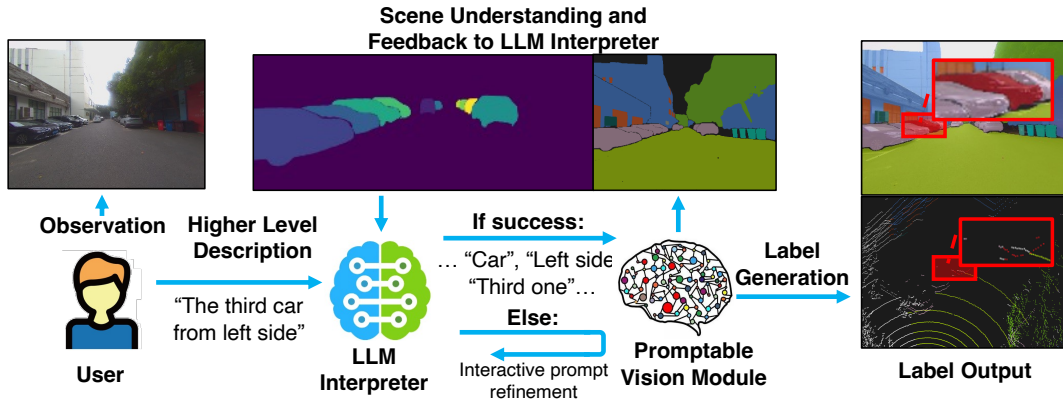 Scene Understanding and
Feedback to LLM Interpreter
Observation
Higher Level
Description
“The third car
from left side”
User
LLM
Interpreter
If success:
... “Car”, “Left side
“Third one”...
Else:
Interactive prompt
refinement
Promptable
Vision Module
Label
Generation
Label Output